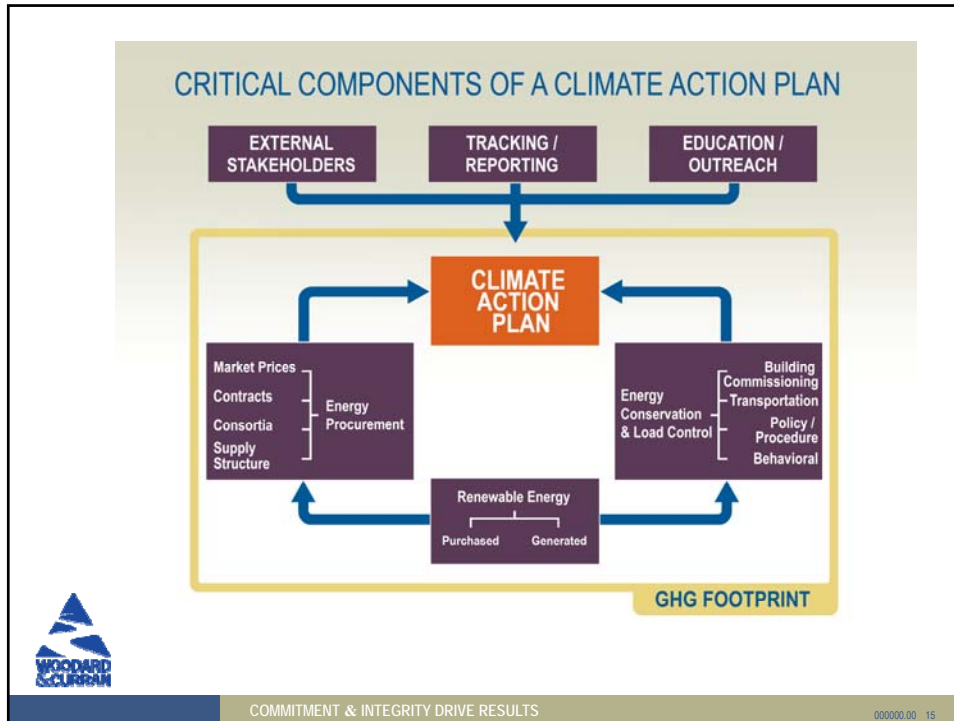 CRITICAL COMPONENTS OF A CLIMATE ACTION PLAN
EXTERNAL
STAKEHOLDERS
TRACKING /
REPORTING
EDUCATION /
OUTREACH
CLIMATE
ACTION
PLAN
Market Prices
Contracts
Consortia
Supply
Structure
Energy
Procurement
Energy
Conservation
& Load Control
Building
Commissioning
Transportation
Policy /
Procedure
Behavioral
Renewable Energy
Purchased
Generated
GHG FOOTPRINT
WOODARD
&CURRAN
COMMITMENT & INTEGRITY DRIVE RESULTS
000000.00 15